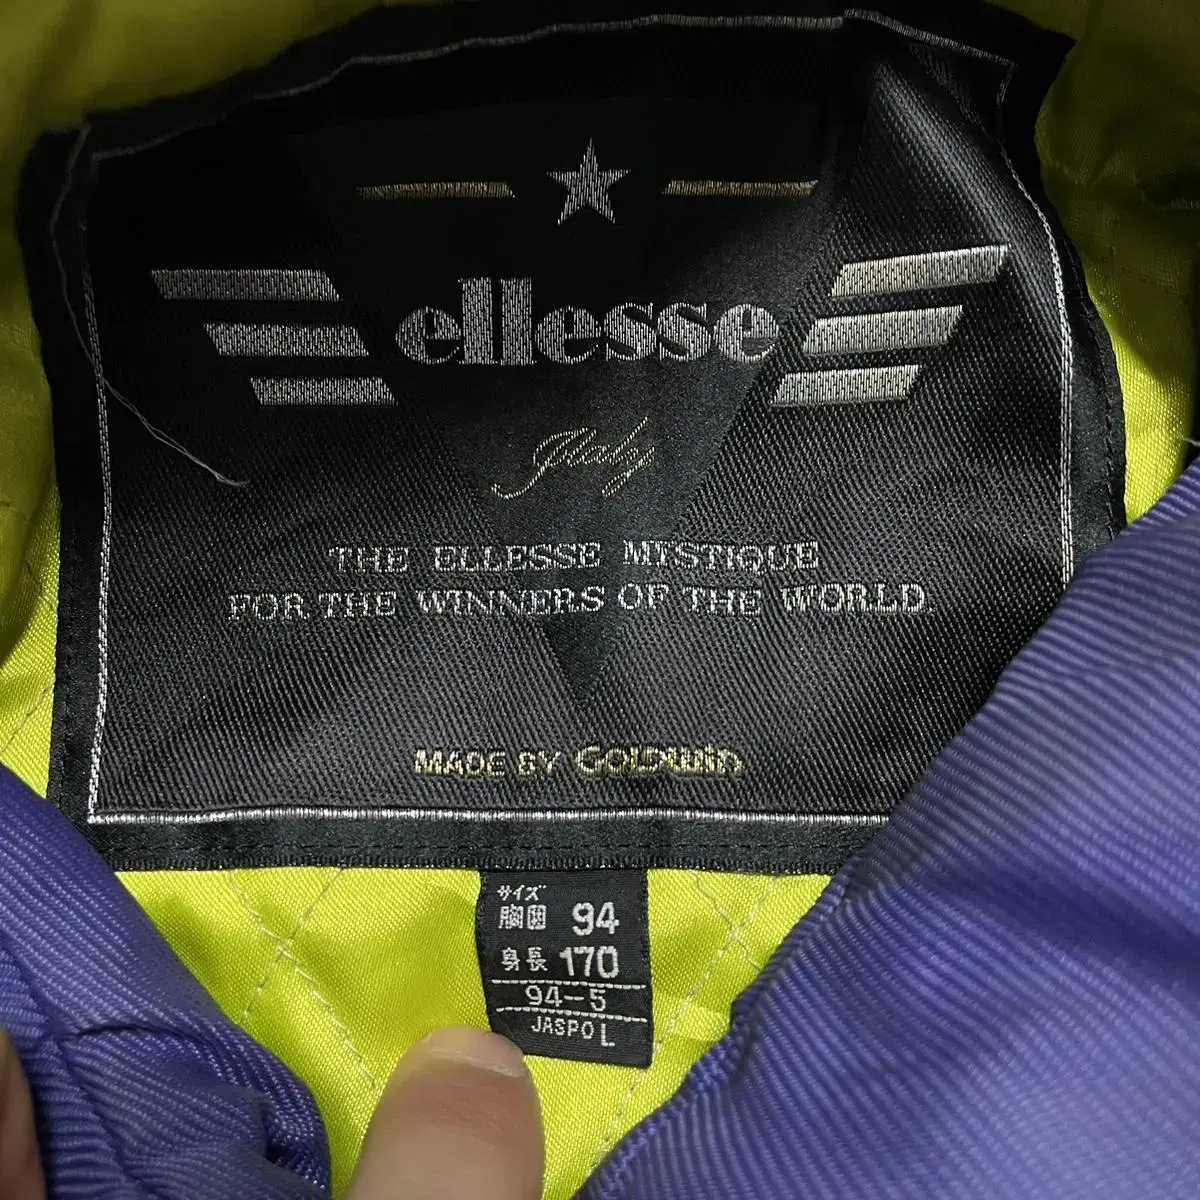 ellesse
Italy
THE ELLESSE MYSTIQUE
FOR THE WINNERS OF THE WORLD
MADE BY GOLDWIN
サイズ
胸囲 94
身長 170
94-5
JASPO L